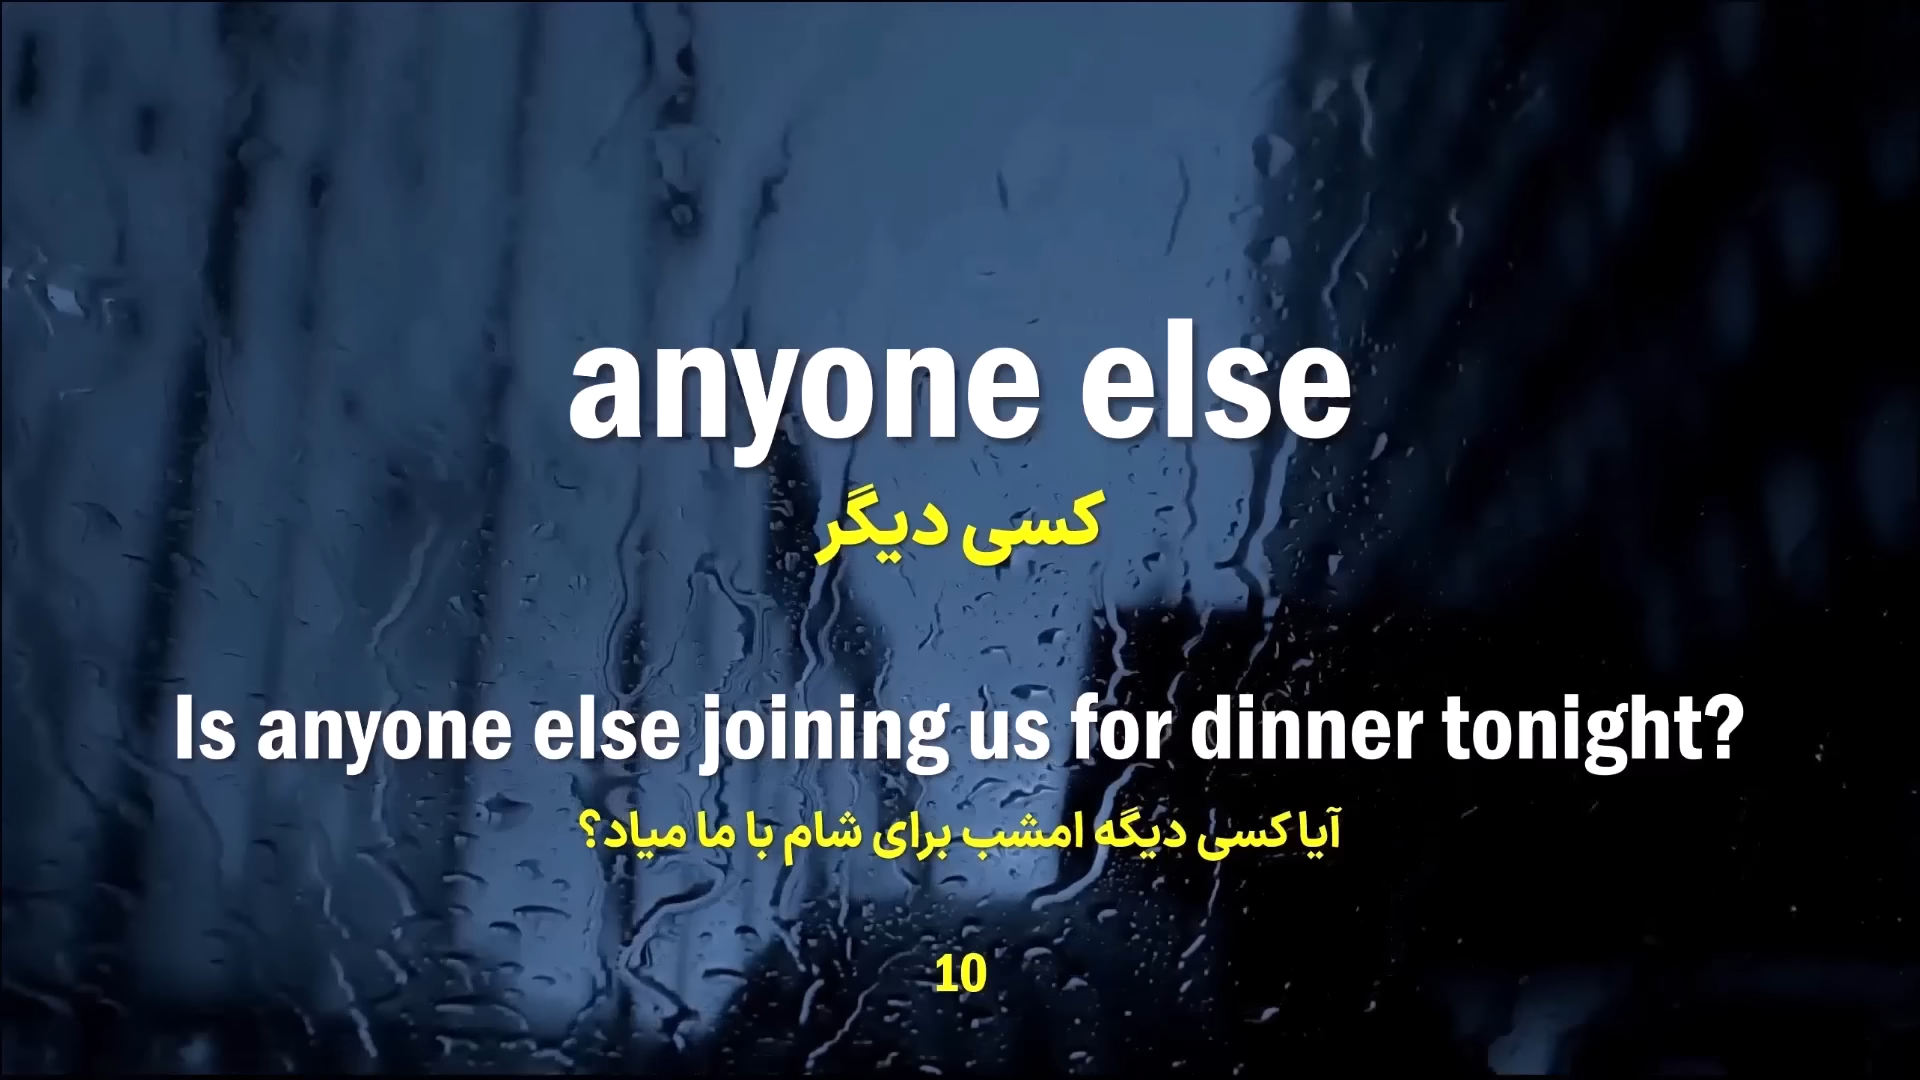 anyone else
کسی دیگر
Is anyone else joining us for dinner tonight?
آیا کسی دیگه امشب برای شام با ما میاد؟
10